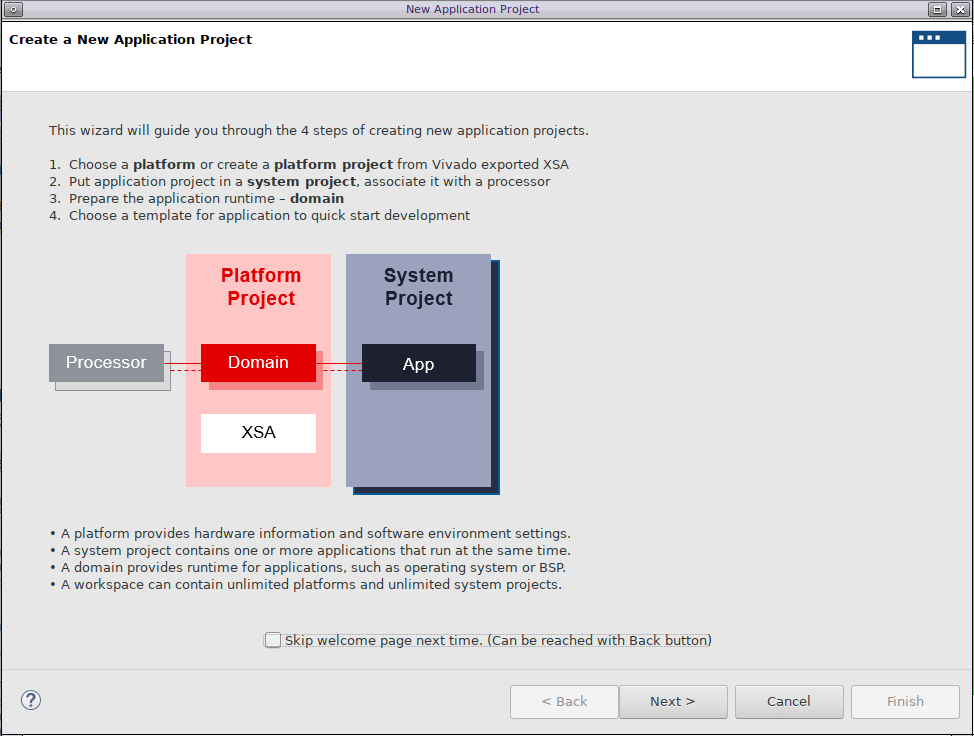 New Application Project
Create a New Application Project
This wizard will guide you through the 4 steps of creating new application projects.
1. Choose a platform or create a platform project from Vivado exported XSA
2. Put application project in a system project, associate it with a processor
3. Prepare the application runtime – domain
4. Choose a template for application to quick start development
Platform
Project
System
Project
Processor
Domain
App
XSA
• A platform provides hardware information and software environment settings.
• A system project contains one or more applications that run at the same time.
• A domain provides runtime for applications, such as operating system or BSP.
• A workspace can contain unlimited platforms and unlimited system projects.
Skip welcome page next time. (Can be reached with Back button)
?
< Back
Next >
Cancel
Finish